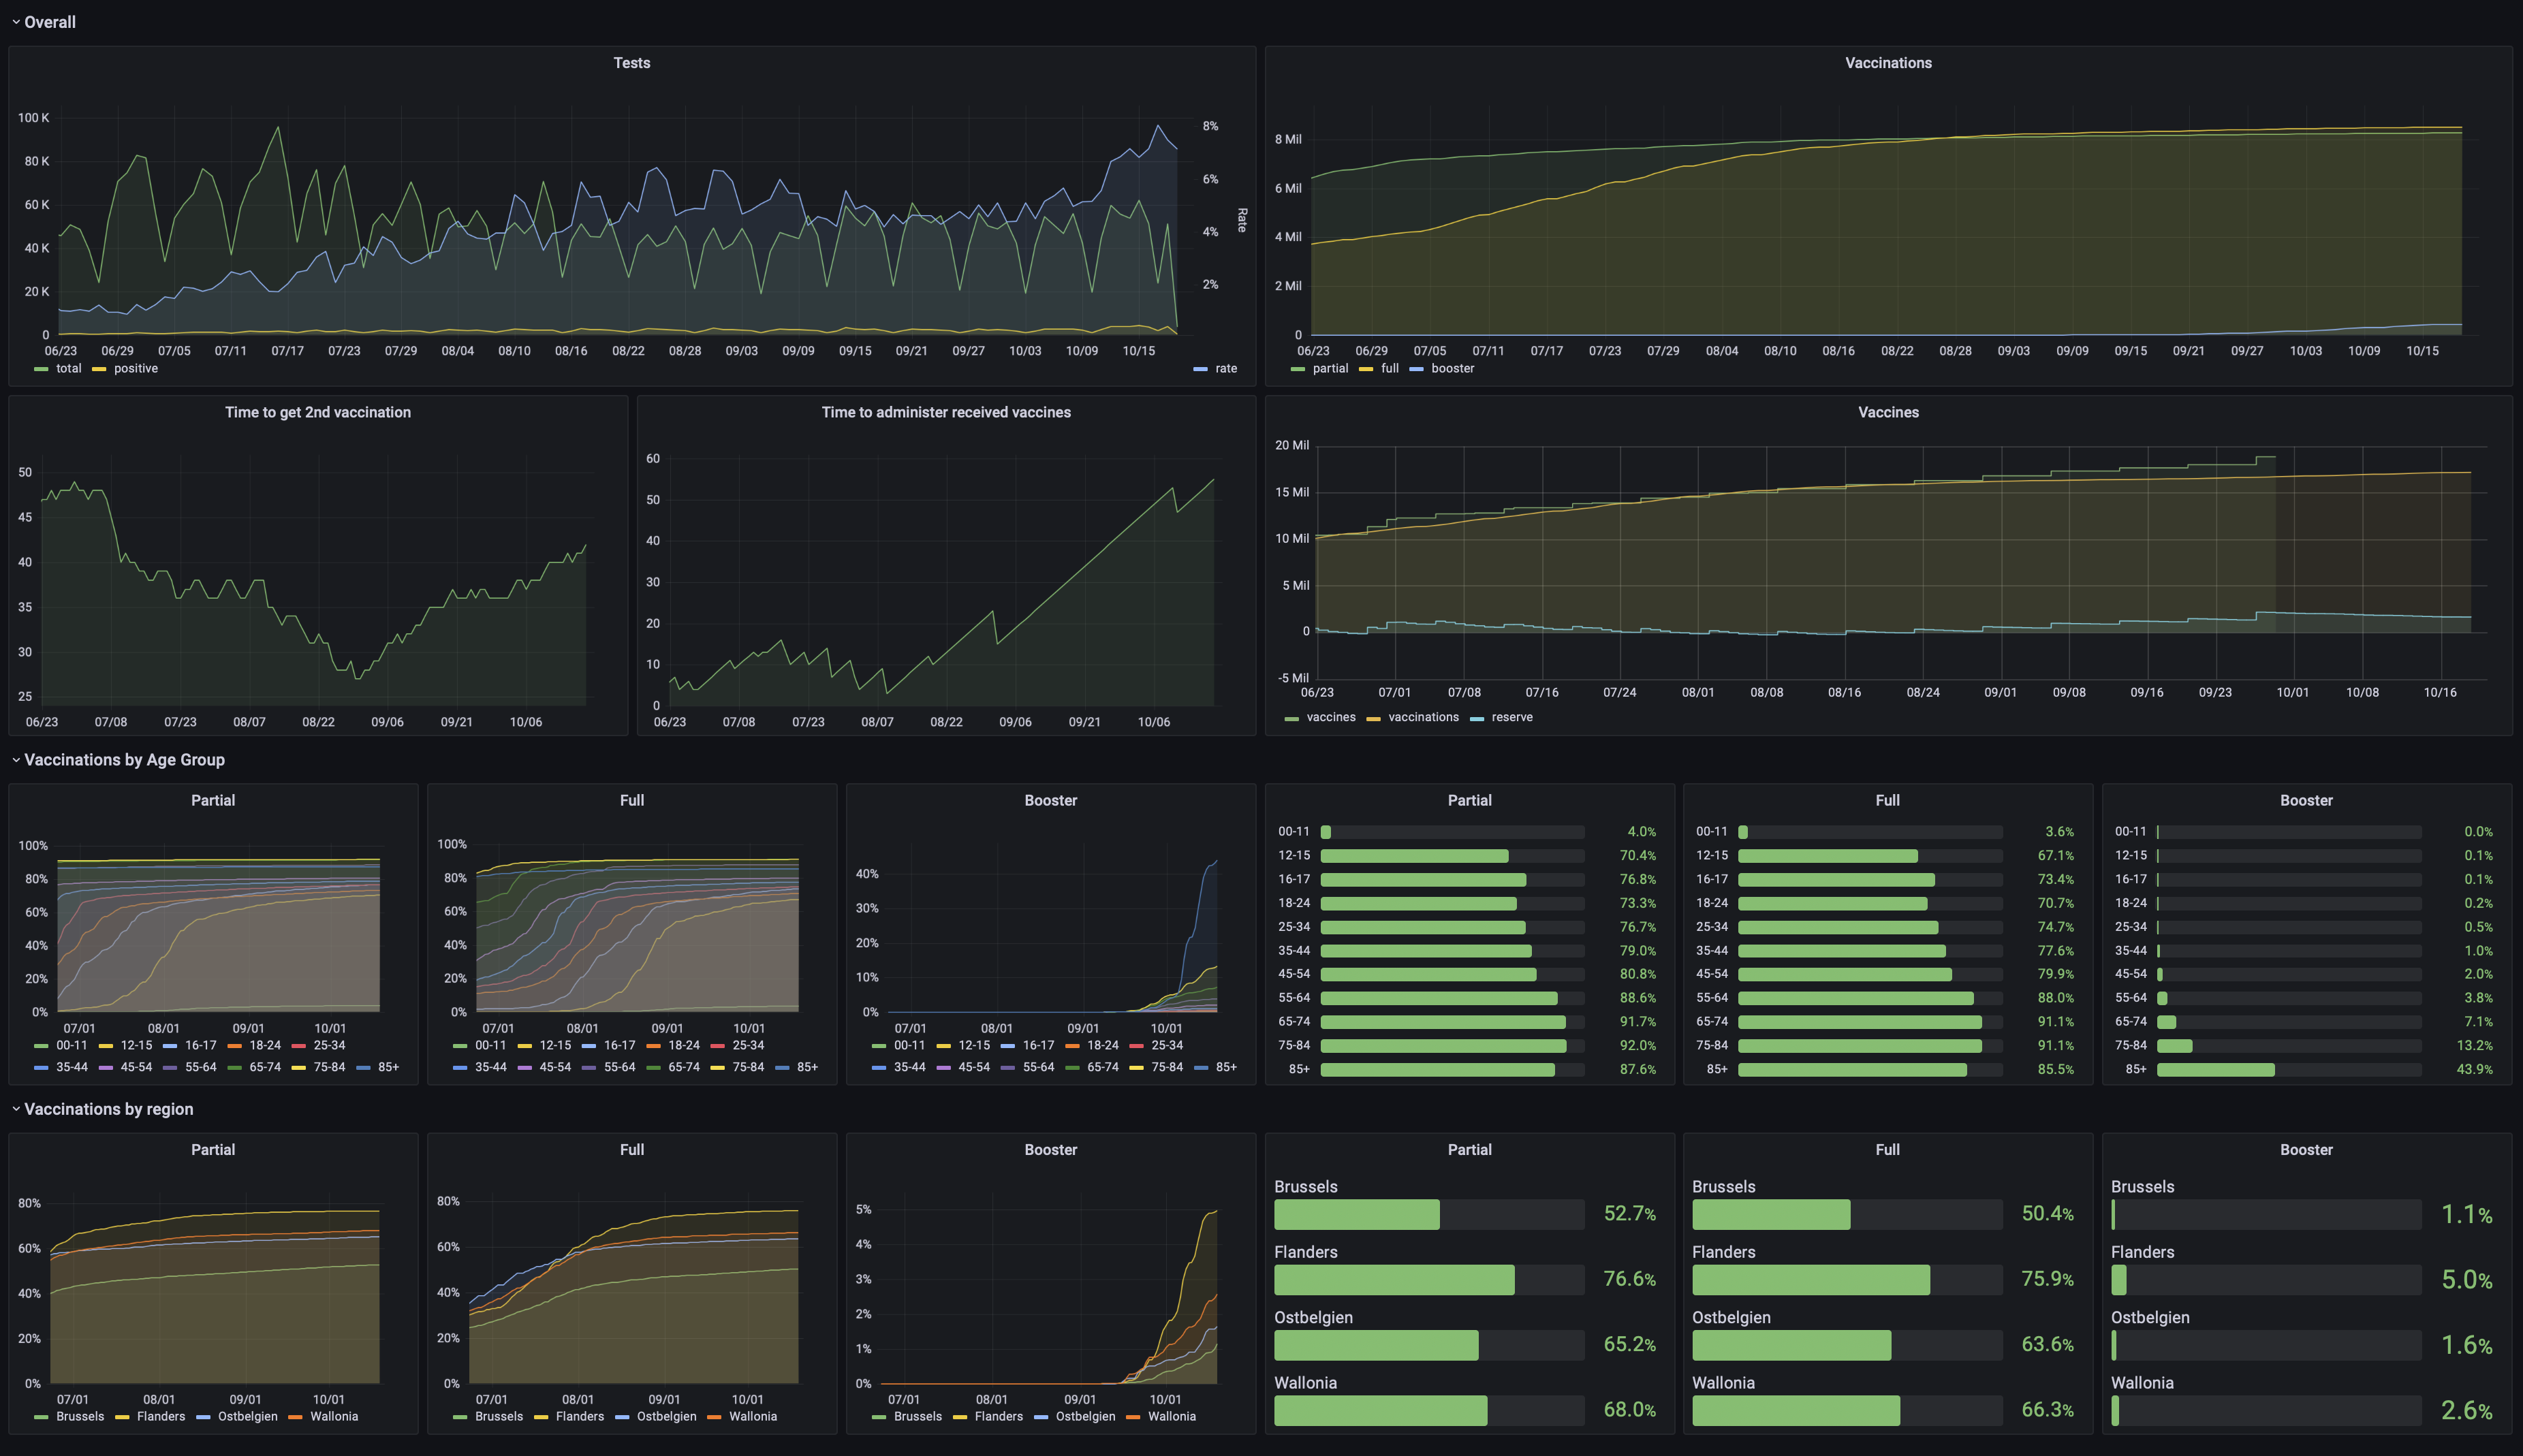 Overall
Tests
100 K
80 K
60 K
40 K
20 K
0
8%
6%
4%
2%
Rate
06/23 06/29 07/05 07/11 07/17 07/23 07/29 08/04 08/10 08/16 08/22 08/28 09/03 09/09 09/15 09/21 09/27 10/03 10/09 10/15
total positive rate
Vaccinations
8 Mil
6 Mil
4 Mil
2 Mil
0
06/23 06/29 07/05 07/11 07/17 07/23 07/29 08/04 08/10 08/16 08/22 08/28 09/03 09/09 09/15 09/21 09/27 10/03 10/09 10/15
partial full booster
Time to get 2nd vaccination
50
45
40
35
30
25
06/23 07/08 07/23 08/07 08/22 09/06 09/21 10/06
Time to administer received vaccines
60
50
40
30
20
10
0
06/23 07/08 07/23 08/07 08/22 09/06 09/21 10/06
Vaccines
20 Mil
15 Mil
10 Mil
5 Mil
0
-5 Mil
06/23 07/01 07/08 07/16 07/24 08/01 08/08 08/16 08/24 09/01 09/08 09/16 09/23 10/01 10/08 10/16
vaccines vaccinations reserve
Vaccinations by Age Group
Partial
100%
80%
60%
40%
20%
0%
07/01 08/01 09/01 10/01
00-11 12-15 16-17 18-24 25-34
35-44 45-54 55-64 65-74 75-84 85+
Full
100%
80%
60%
40%
20%
0%
07/01 08/01 09/01 10/01
00-11 12-15 16-17 18-24 25-34
35-44 45-54 55-64 65-74 75-84 85+
Booster
40%
30%
20%
10%
0%
07/01 08/01 09/01 10/01
00-11 12-15 16-17 18-24 25-34
35-44 45-54 55-64 65-74 75-84 85+
Partial
00-11 4.0%
12-15 70.4%
16-17 76.8%
18-24 73.3%
25-34 76.7%
35-44 79.0%
45-54 80.8%
55-64 88.6%
65-74 91.7%
75-84 92.0%
85+ 87.6%
Full
00-11 3.6%
12-15 67.1%
16-17 73.4%
18-24 70.7%
25-34 74.7%
35-44 77.6%
45-54 79.9%
55-64 88.0%
65-74 91.1%
75-84 91.1%
85+ 85.5%
Booster
00-11 0.0%
12-15 0.1%
16-17 0.1%
18-24 0.2%
25-34 0.5%
35-44 1.0%
45-54 2.0%
55-64 3.8%
65-74 7.1%
75-84 13.2%
85+ 43.9%
Vaccinations by region
Partial
80%
60%
40%
20%
0%
07/01 08/01 09/01 10/01
Brussels Flanders Ostbelgien Wallonia
Full
80%
60%
40%
20%
0%
07/01 08/01 09/01 10/01
Brussels Flanders Ostbelgien Wallonia
Booster
5%
4%
3%
2%
1%
0%
07/01 08/01 09/01 10/01
Brussels Flanders Ostbelgien Wallonia
Partial
Brussels
52.7%
Flanders
76.6%
Ostbelgien
65.2%
Wallonia
68.0%
Full
Brussels
50.4%
Flanders
75.9%
Ostbelgien
63.6%
Wallonia
66.3%
Booster
Brussels
1.1%
Flanders
5.0%
Ostbelgien
1.6%
Wallonia
2.6%